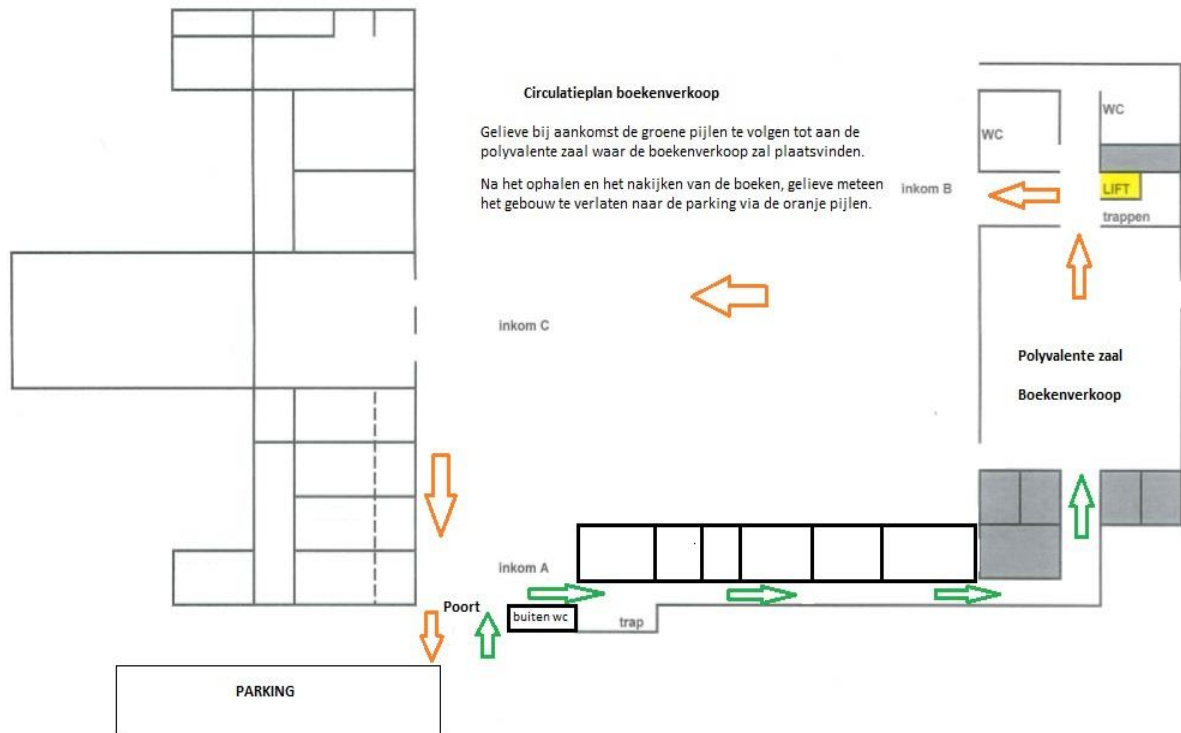 Circulatieplan boekenverkoop
Gelieve bij aankomst de groene pijlen te volgen tot aan de
polyvalente zaal waar de boekenverkoop zal plaatsvinden.
Na het ophalen en het nakijken van de boeken, gelieve meteen
het gebouw te verlaten naar de parking via de oranje pijlen.
WC
WC
inkom B
LIFT
trappen
inkom C
Polyvalente zaal
Boekenverkoop
inkom A
Poort
buiten wc
trap
PARKING